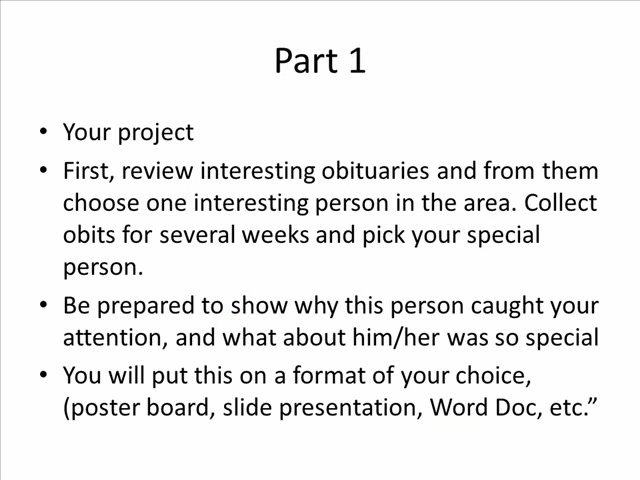 Part 1
• Your project
• First, review interesting obituaries and from them
choose one interesting person in the area. Collect
obits for several weeks and pick your special
person.
• Be prepared to show why this person caught your
attention, and what about him/her was so special
• You will put this on a format of your choice,
(poster board, slide presentation, Word Doc, etc.”